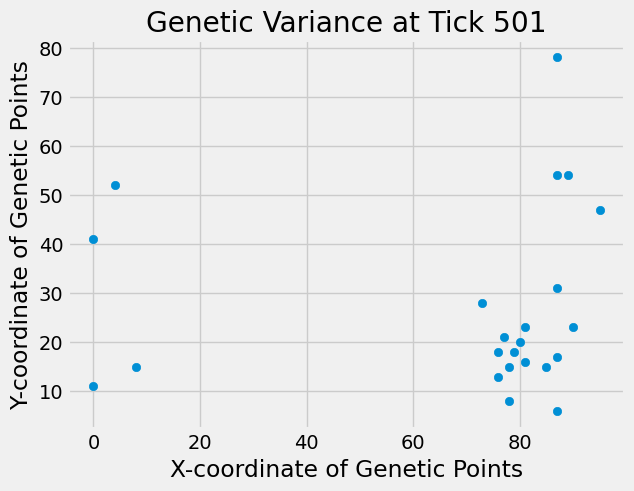 Genetic Variance at Tick 501
Y-coordinate of Genetic Points
80
70
60
50
40
30
20
10
0 20 40 60 80
X-coordinate of Genetic Points